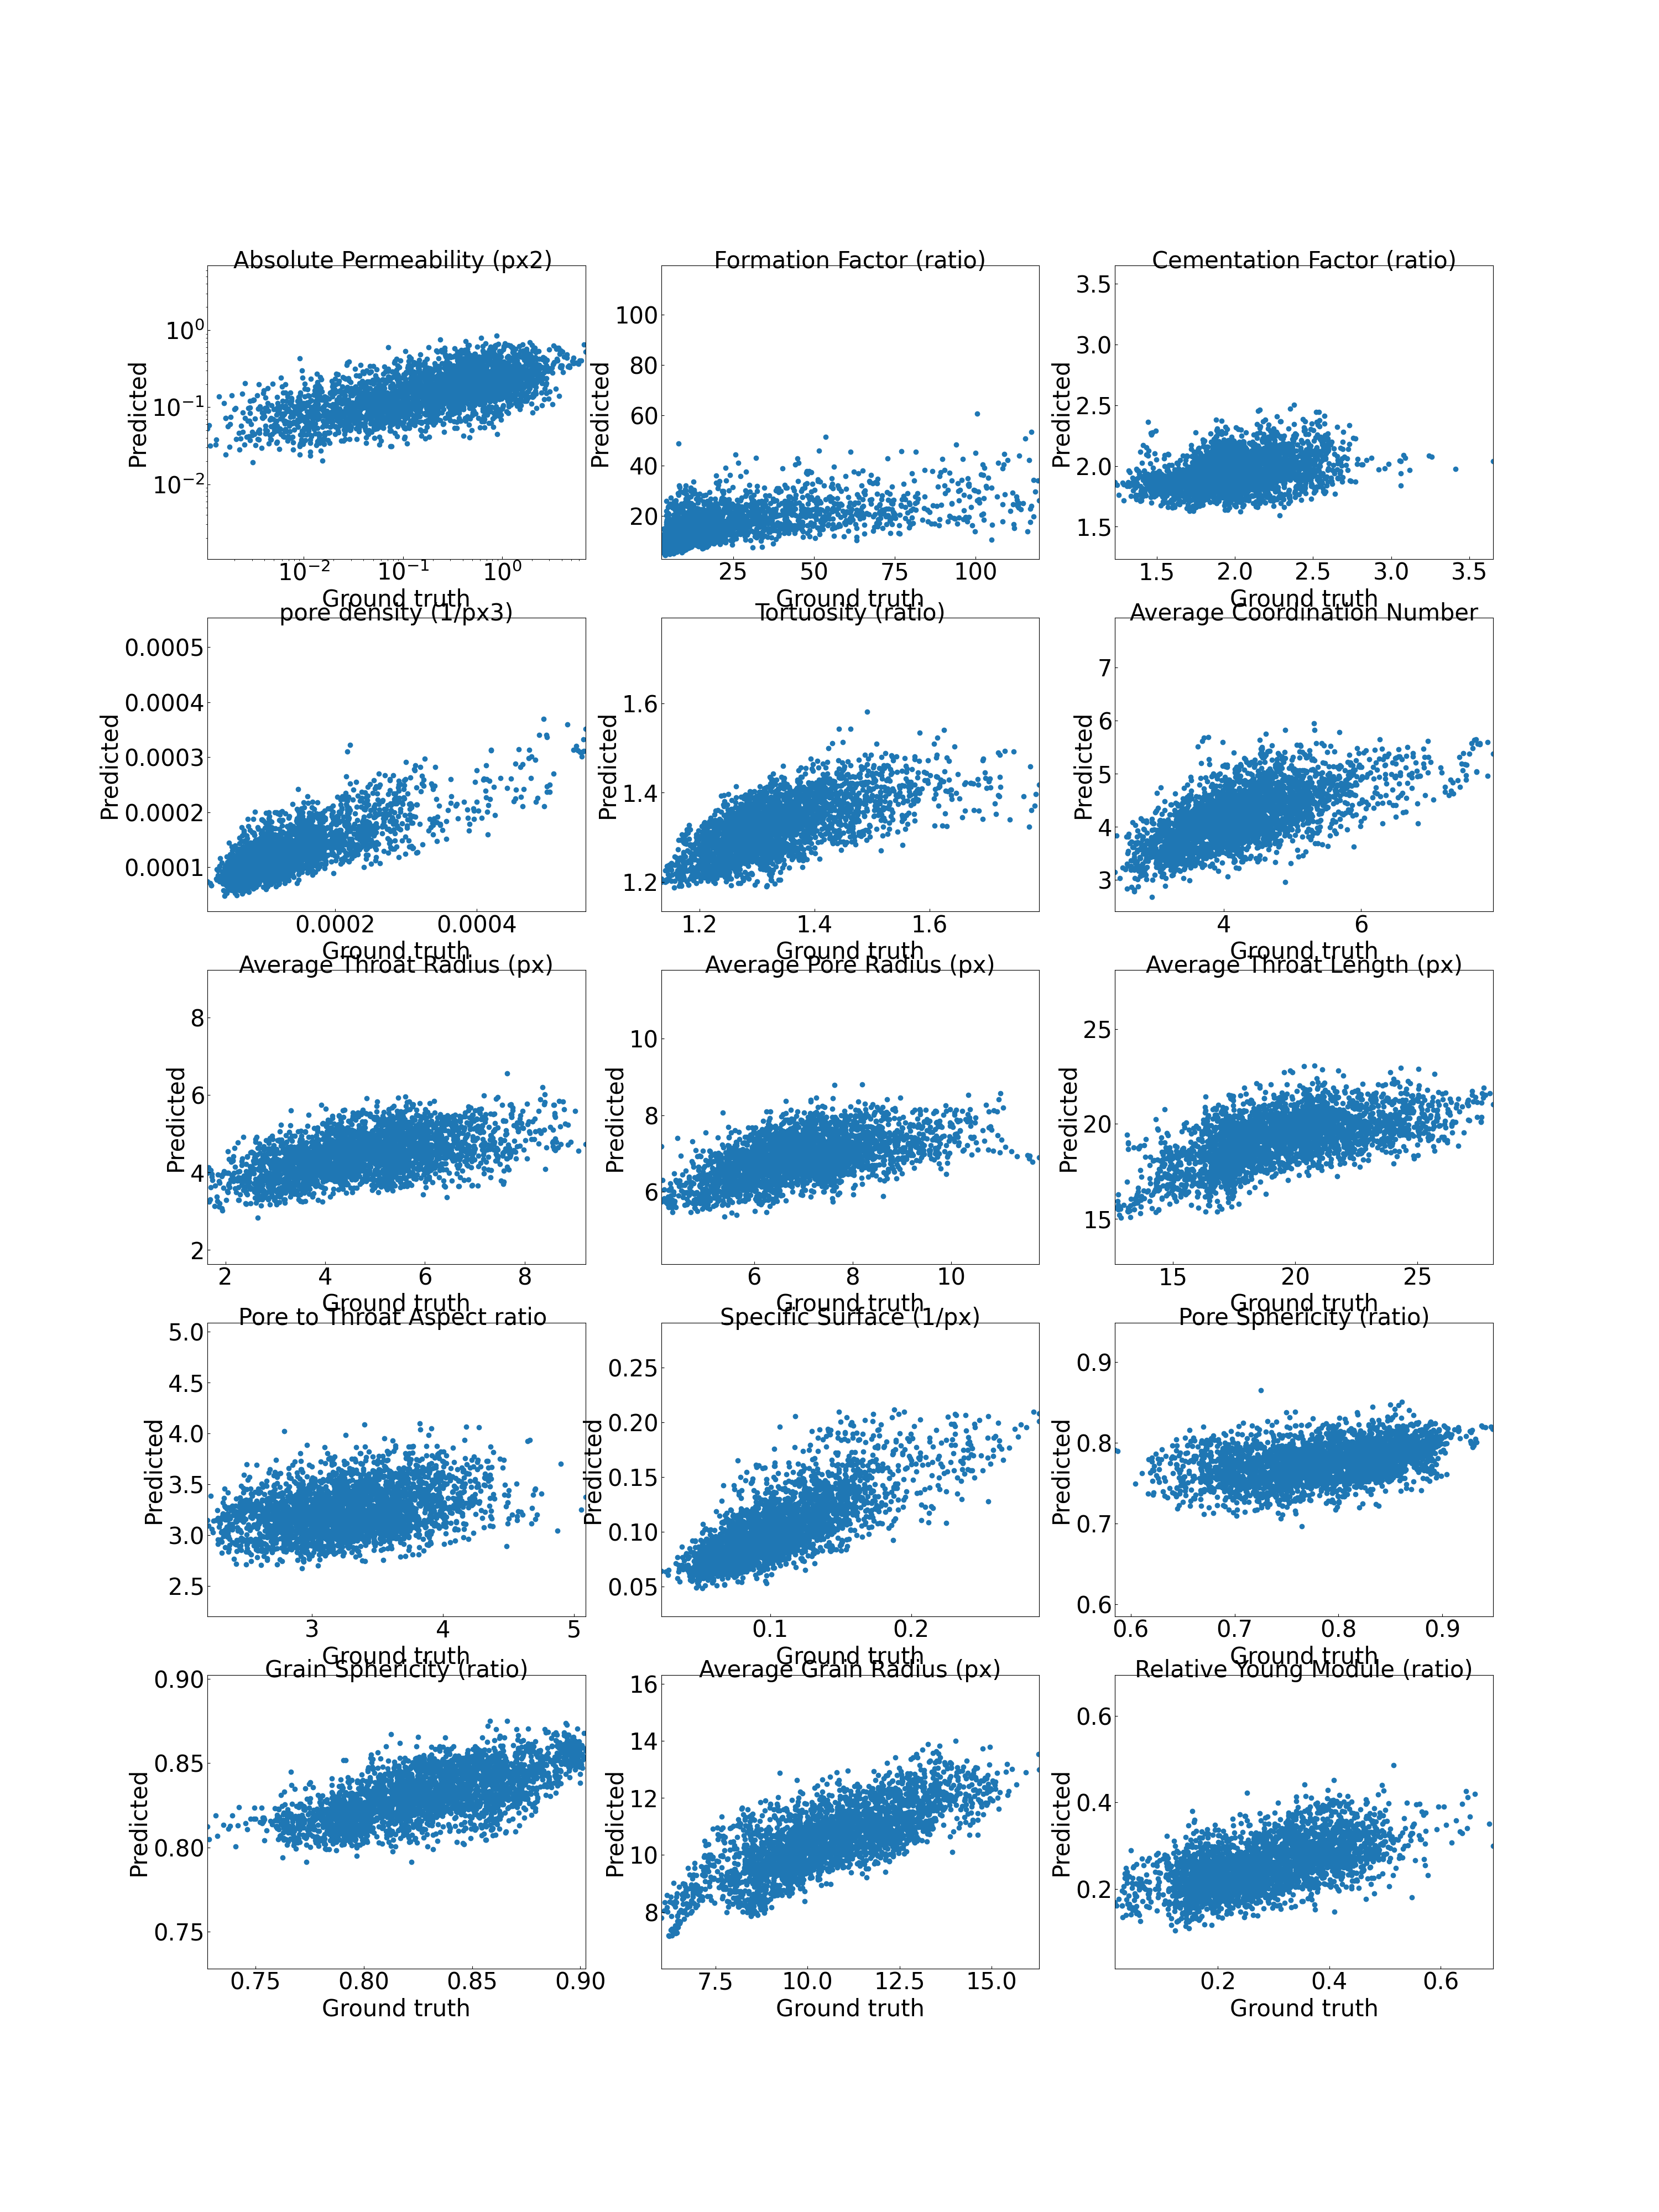 Absolute Permeability (px2)
Predicted
10⁰
10⁻¹
10⁻²
10⁻² 10⁻¹ 10⁰
Ground truth
Formation Factor (ratio)
Predicted
100
80
60
40
20
25 50 75 100
Ground truth
Cementation Factor (ratio)
Predicted
3.5
3.0
2.5
2.0
1.5
1.5 2.0 2.5 3.0 3.5
Ground truth
pore density (1/px3)
Predicted
0.0005
0.0004
0.0003
0.0002
0.0001
0.0002 0.0004
Ground truth
Tortuosity (ratio)
Predicted
1.6
1.4
1.2
1.2 1.4 1.6
Ground truth
Average Coordination Number
Predicted
7
6
5
4
3
4 6
Ground truth
Average Throat Radius (px)
Predicted
8
6
4
2
2 4 6 8
Ground truth
Average Pore Radius (px)
Predicted
10
8
6
6 8 10
Ground truth
Average Throat Length (px)
Predicted
25
20
15
15 20 25
Ground truth
Pore to Throat Aspect ratio
Predicted
5.0
4.5
4.0
3.5
3.0
2.5
3 4 5
Ground truth
Specific Surface (1/px)
Predicted
0.25
0.20
0.15
0.10
0.05
0.1 0.2
Ground truth
Pore Sphericity (ratio)
Predicted
0.9
0.8
0.7
0.6
0.6 0.7 0.8 0.9
Ground truth
Grain Sphericity (ratio)
Predicted
0.90
0.85
0.80
0.75
0.75 0.80 0.85 0.90
Ground truth
Average Grain Radius (px)
Predicted
16
14
12
10
8
7.5 10.0 12.5 15.0
Ground truth
Relative Young Module (ratio)
Predicted
0.6
0.4
0.2
0.2 0.4 0.6
Ground truth